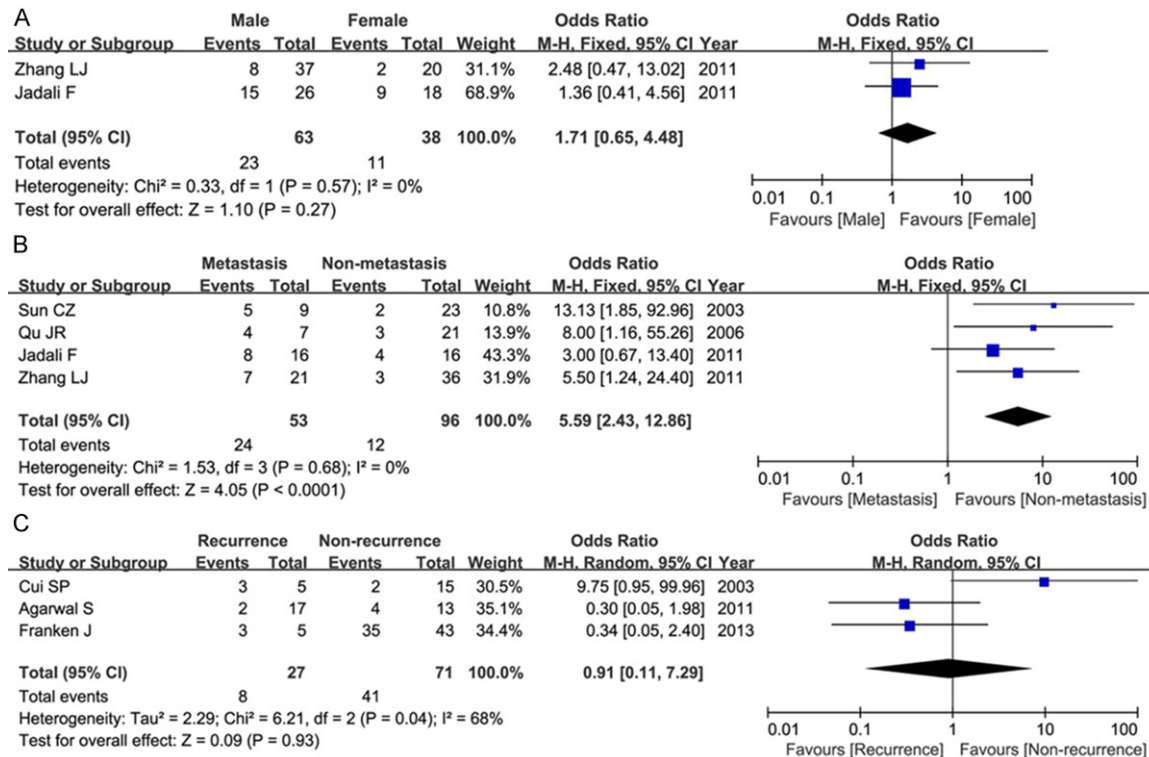 A
Male Female Odds Ratio Odds Ratio
Study or Subgroup Events Total Events Total Weight M-H, Fixed, 95% CI Year M-H, Fixed, 95% CI
Zhang LJ 8 37 2 20 31.1% 2.48 [0.47, 13.02] 2011
Jadali F 15 26 9 18 68.9% 1.36 [0.41, 4.56] 2011
Total (95% CI) 63 38 100.0% 1.71 [0.65, 4.48]
Total events 23 11
Heterogeneity: Chi² = 0.33, df = 1 (P = 0.57); I² = 0%
Test for overall effect: Z = 1.10 (P = 0.27)
0.01 0.1 1 10 100
Favours [Male] Favours [Female]
B
Metastasis Non-metastasis Odds Ratio Odds Ratio
Study or Subgroup Events Total Events Total Weight M-H, Fixed, 95% CI Year M-H, Fixed, 95% CI
Sun CZ 5 9 2 23 10.8% 13.13 [1.85, 92.96] 2003
Qu JR 4 7 3 21 13.9% 8.00 [1.16, 55.26] 2006
Jadali F 8 16 4 16 43.3% 3.00 [0.67, 13.40] 2011
Zhang LJ 7 21 3 36 31.9% 5.50 [1.24, 24.40] 2011
Total (95% CI) 53 96 100.0% 5.59 [2.43, 12.86]
Total events 24 12
Heterogeneity: Chi² = 1.53, df = 3 (P = 0.68); I² = 0%
Test for overall effect: Z = 4.05 (P < 0.0001)
0.01 0.1 1 10 100
Favours [Metastasis] Favours [Non-metastasis]
C
Recurrence Non-recurrence Odds Ratio Odds Ratio
Study or Subgroup Events Total Events Total Weight M-H, Random, 95% CI Year M-H, Random, 95% CI
Cui SP 3 5 2 15 30.5% 9.75 [0.95, 99.96] 2003
Agarwal S 2 17 4 13 35.1% 0.30 [0.05, 1.98] 2011
Franken J 3 5 35 43 34.4% 0.34 [0.05, 2.40] 2013
Total (95% CI) 27 71 100.0% 0.91 [0.11, 7.29]
Total events 8 41
Heterogeneity: Tau² = 2.29; Chi² = 6.21, df = 2 (P = 0.04); I² = 68%
Test for overall effect: Z = 0.09 (P = 0.93)
0.01 0.1 1 10 100
Favours [Recurrence] Favours [Non-recurrence]